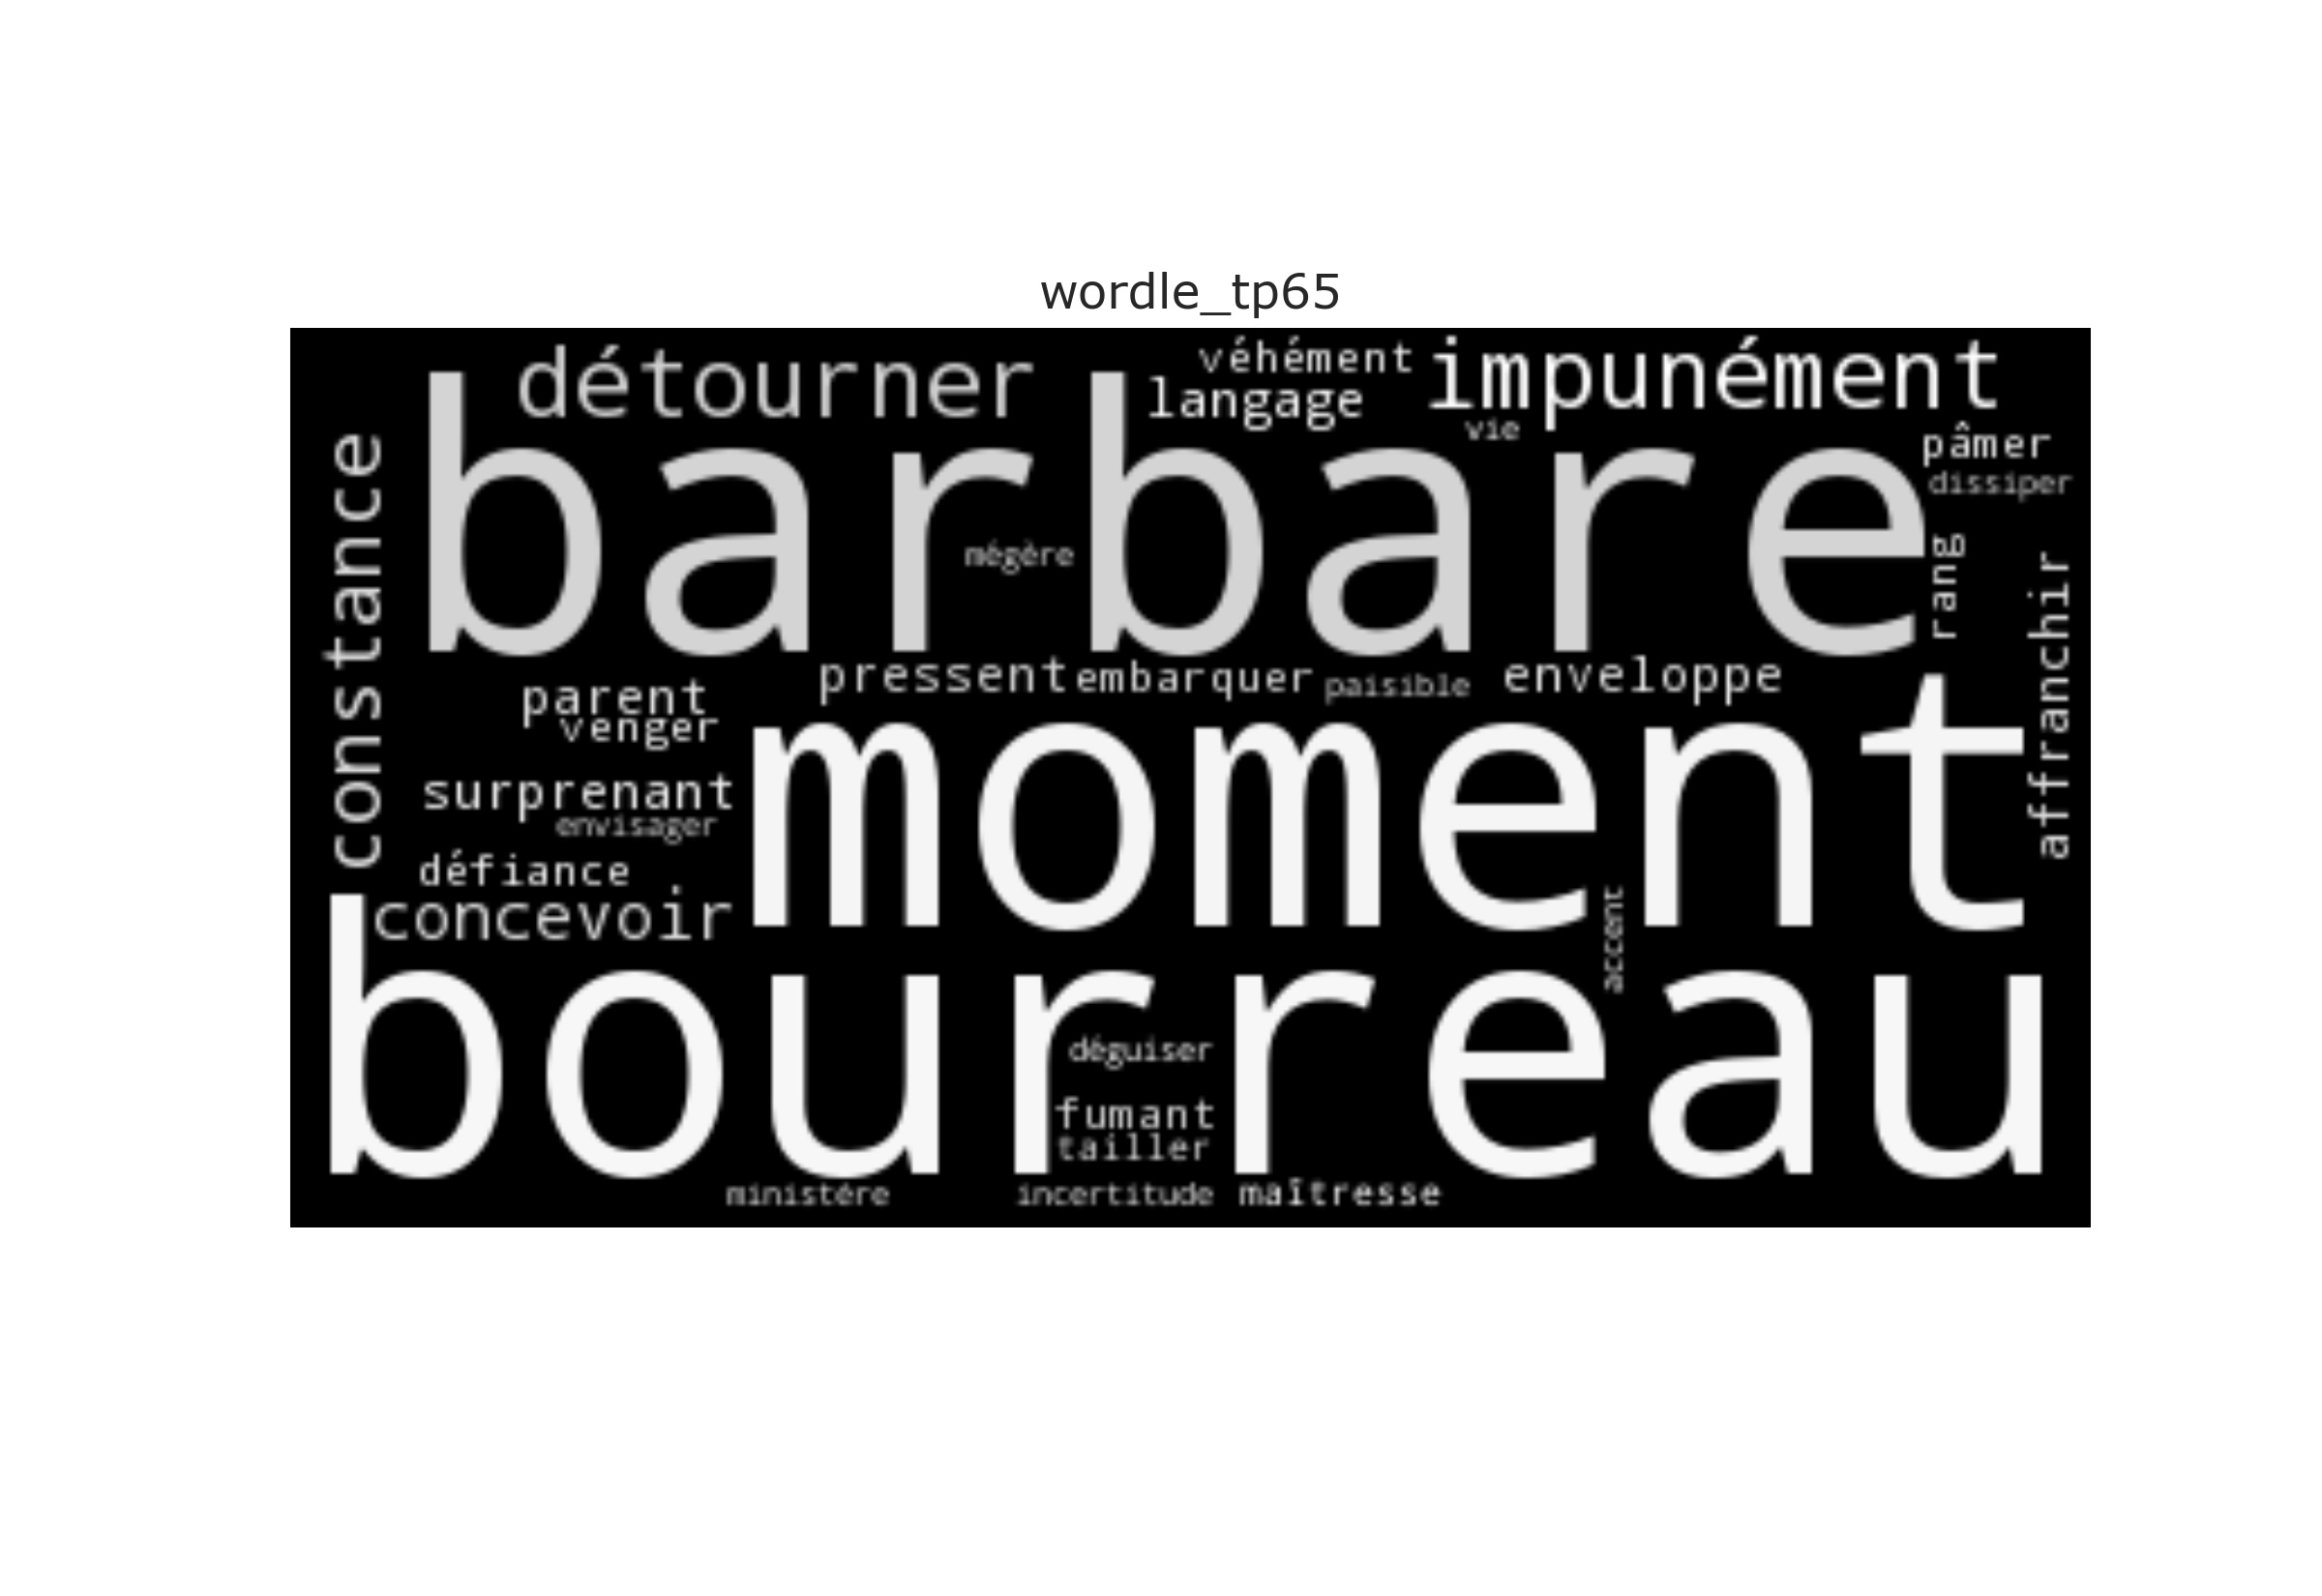 wordle_tp65
détourner
véhément
impunément
langage
vie
pâmer
dissiper
constance
barbare
mégère
rang
affranchir
pressent
embarquer
paisible
enveloppe
parent
venger
moment
surprenant
envisager
défiance
concevoir
accent
bourreau
déguiser
fumant
tailler
ministére
incertitude
maîtresse